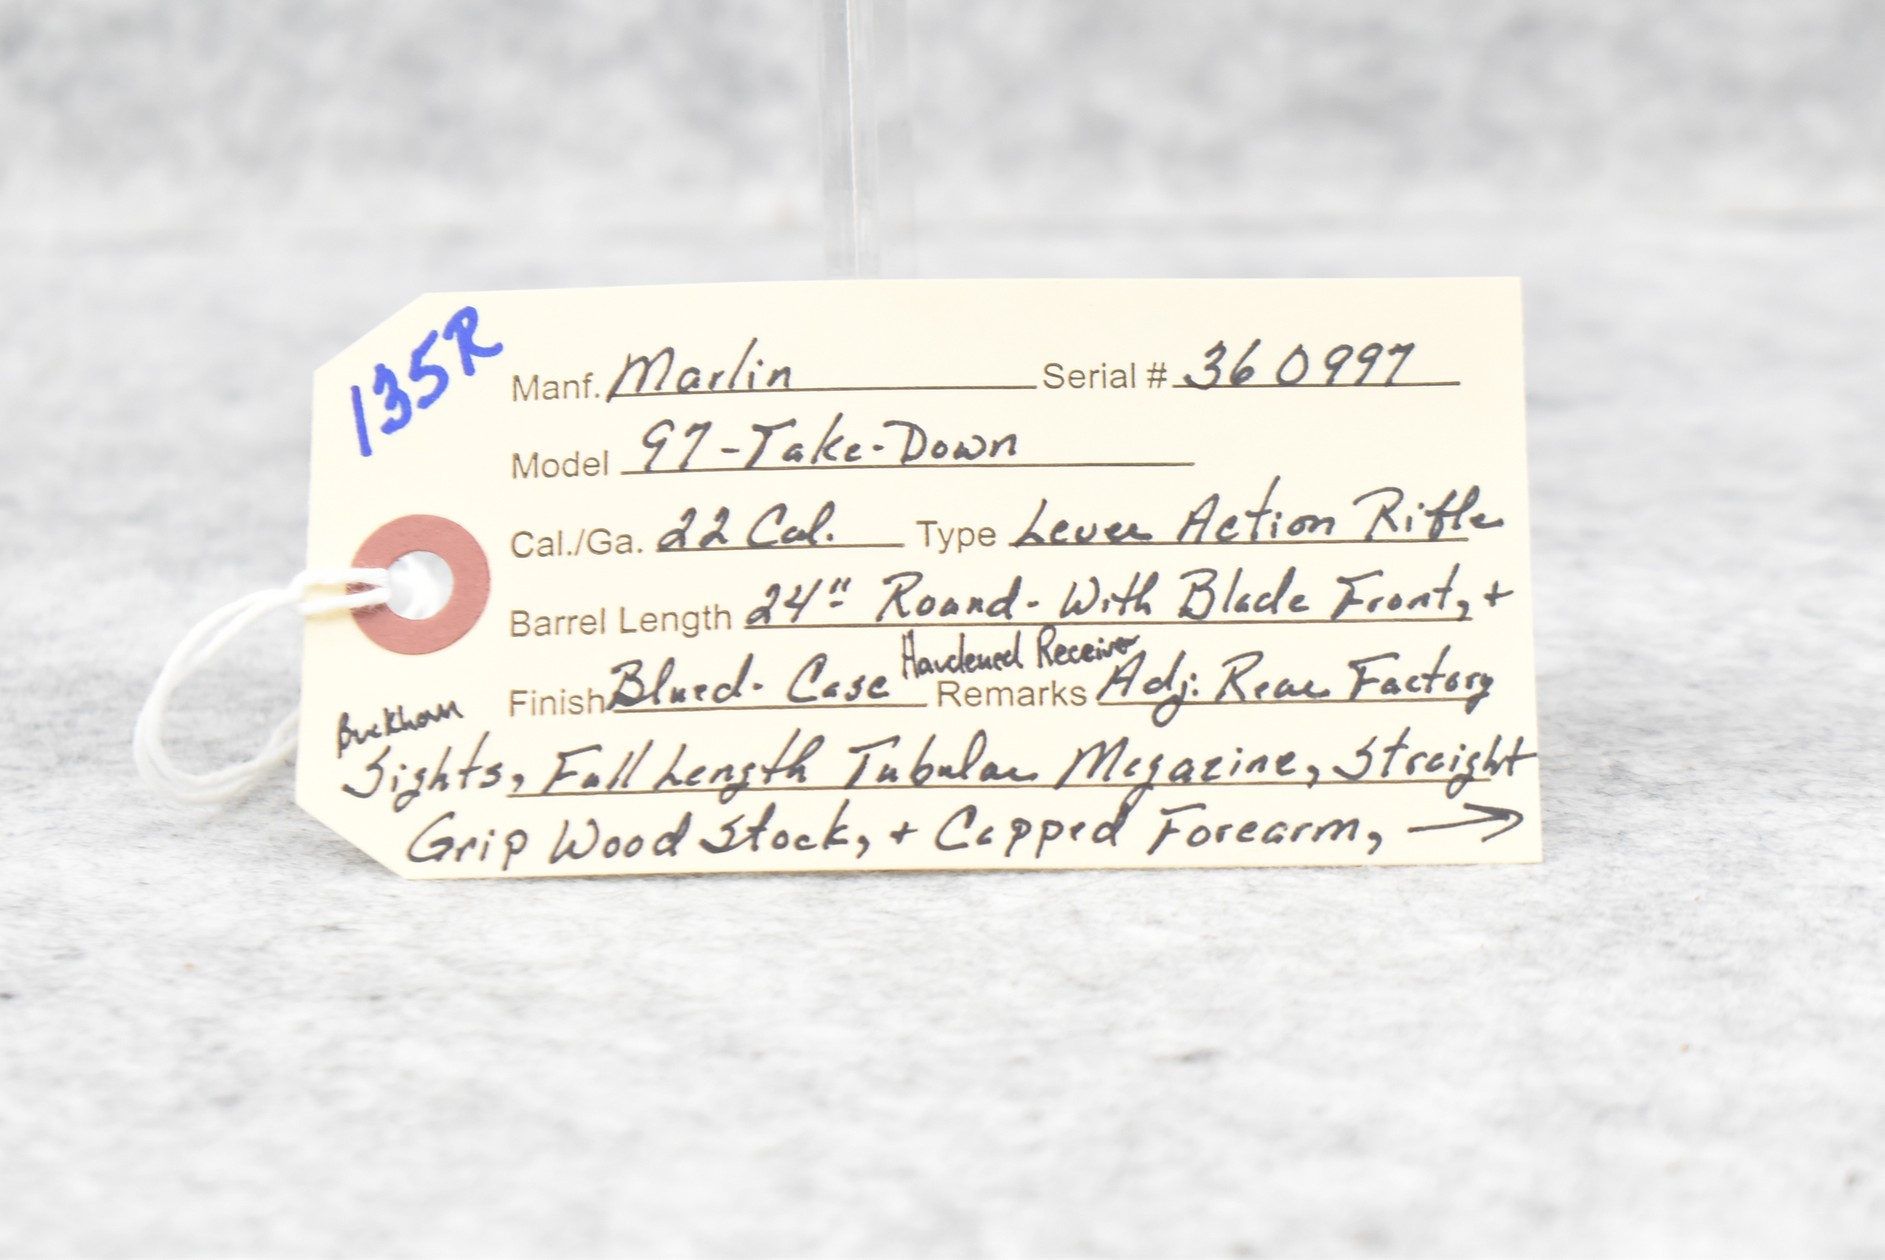 135R
Manf. Marlin Serial # 360997
Model 97-Take-Down
Cal./Ga. 22 Cal. Type Lever Action Rifle
Barrel Length 24" Round- With Blade Front, +
Finish Blued- Case Hardened Receiver Remarks Adj. Rear Factory
Buckhorn
Sights, Full Length Tubular Magazine, Straight
Grip Wood Stock, + Capped Forearm, →